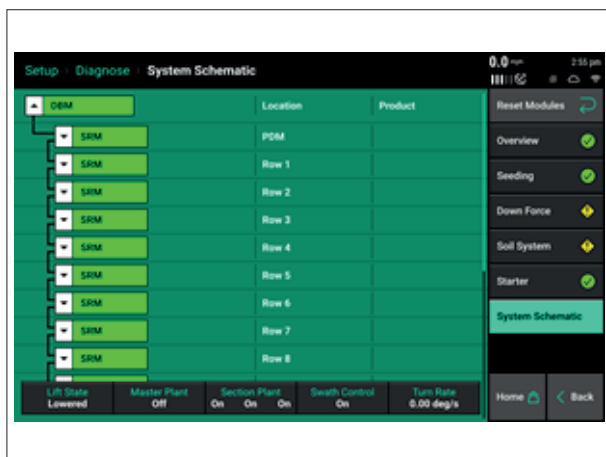 Setup Diagnose System Schematic
0.0 mph 2:55 pm
DBM Location Product
SRM PDM
SRM Row 1
SRM Row 2
SRM Row 3
SRM Row 4
SRM Row 5
SRM Row 6
SRM Row 7
SRM Row 8
Reset Modules
Overview
Seeding
Down Force
Soil System
Starter
System Schematic
Lift State Master Plant Section Plant Swath Control Turn Rate
Lowered Off On On On On 0.00 deg/s
Home Back